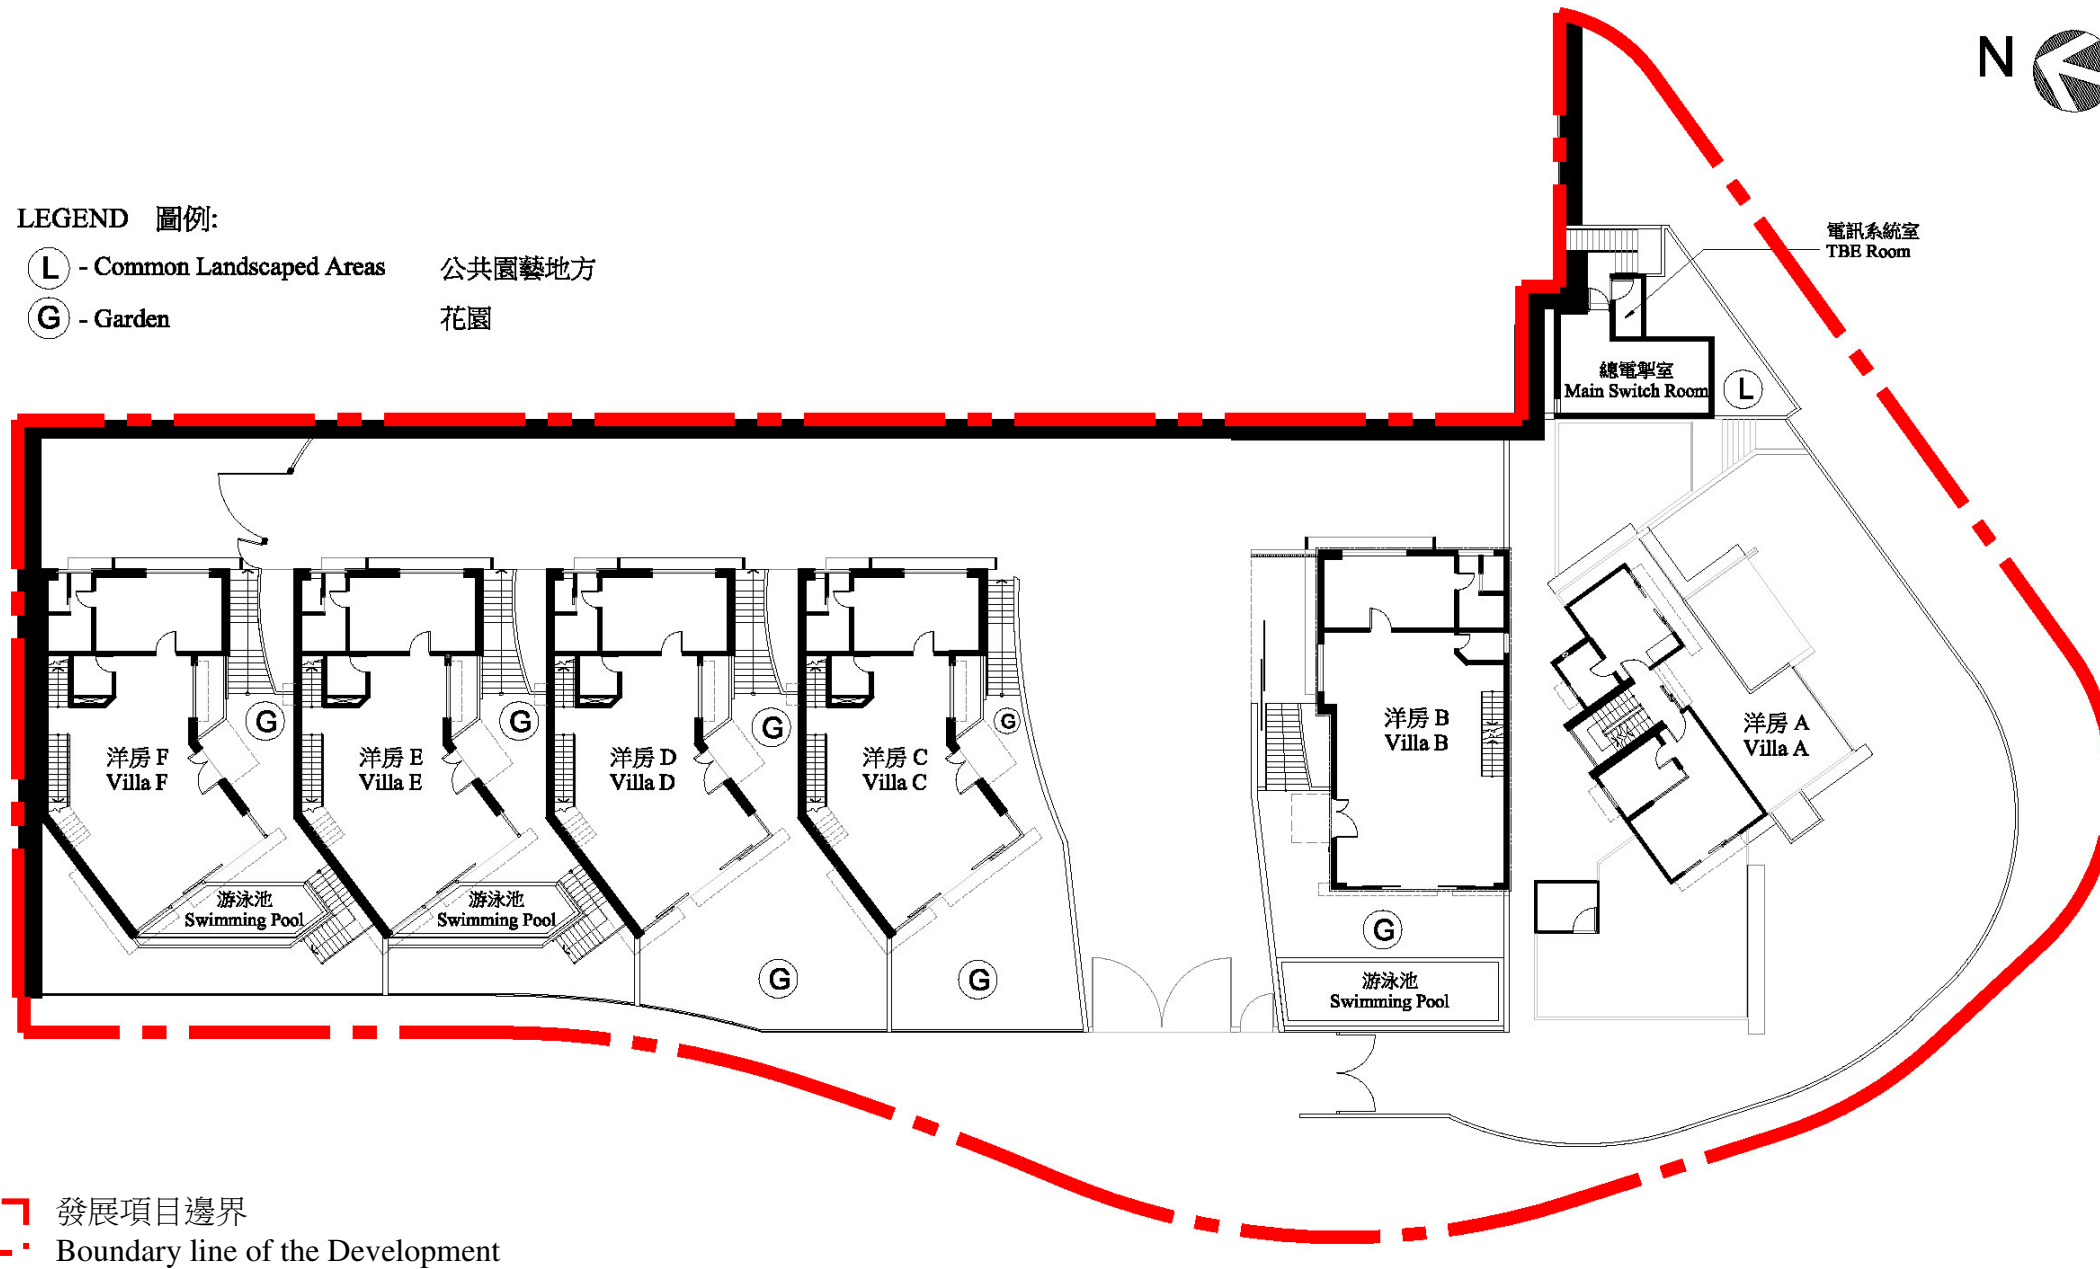 N
LEGEND 圖例:
L - Common Landscaped Areas 公共園藝地方
G - Garden 花園
電訊系統室
TBE Room
總電掣室
Main Switch Room
L
洋房 F
Villa F
G
洋房 E
Villa E
G
洋房 D
Villa D
G
洋房 C
Villa C
G
洋房 B
Villa B
洋房 A
Villa A
游泳池
Swimming Pool
游泳池
Swimming Pool
G
G
G
游泳池
Swimming Pool
發展項目邊界
Boundary line of the Development